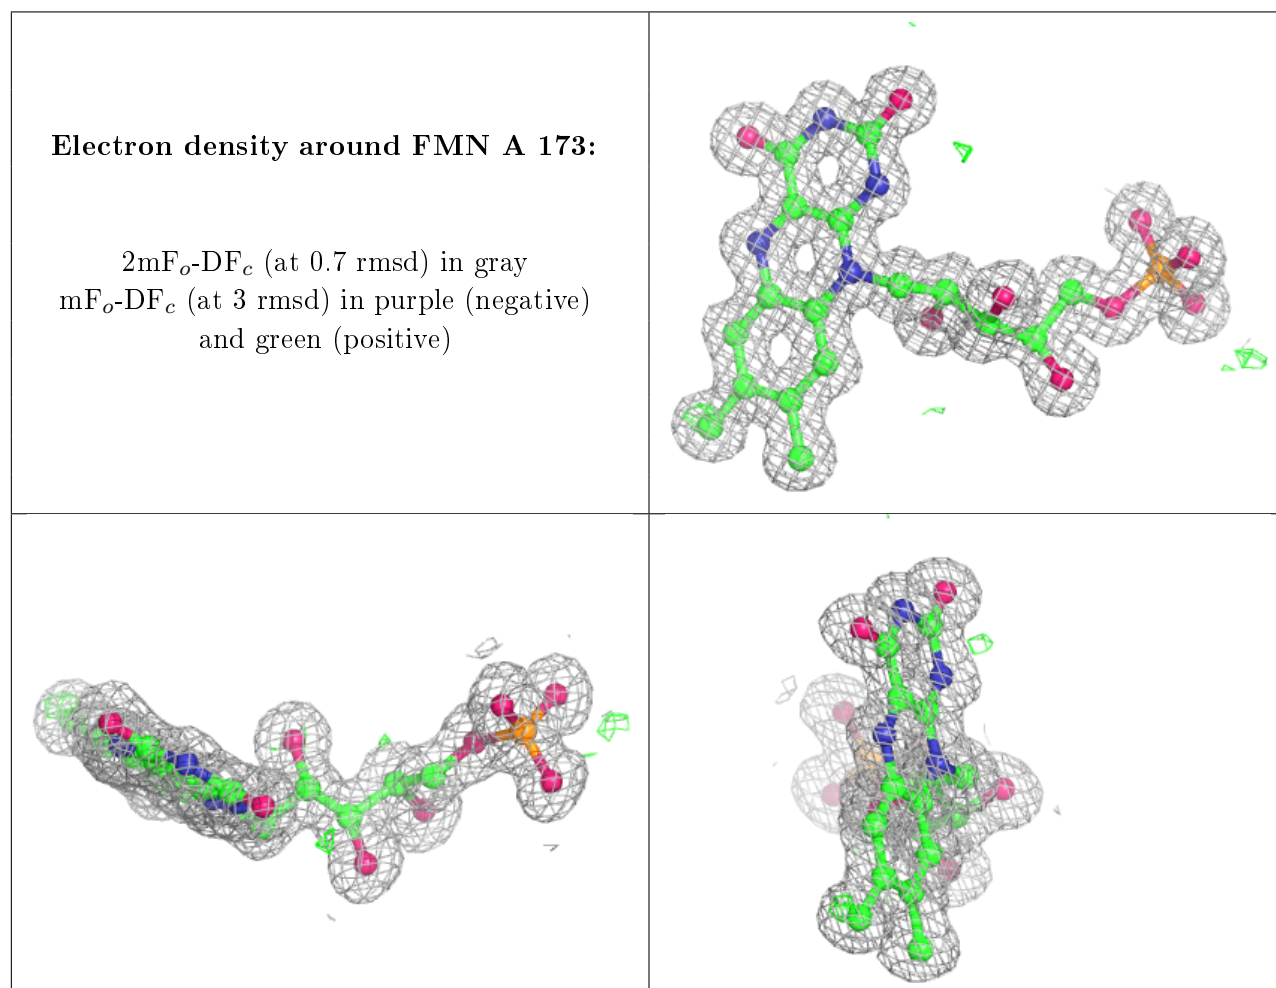 Electron density around FMN A 173:
2mFₒ-DF𝒸 (at 0.7 rmsd) in gray
mFₒ-DF𝒸 (at 3 rmsd) in purple (negative)
and green (positive)